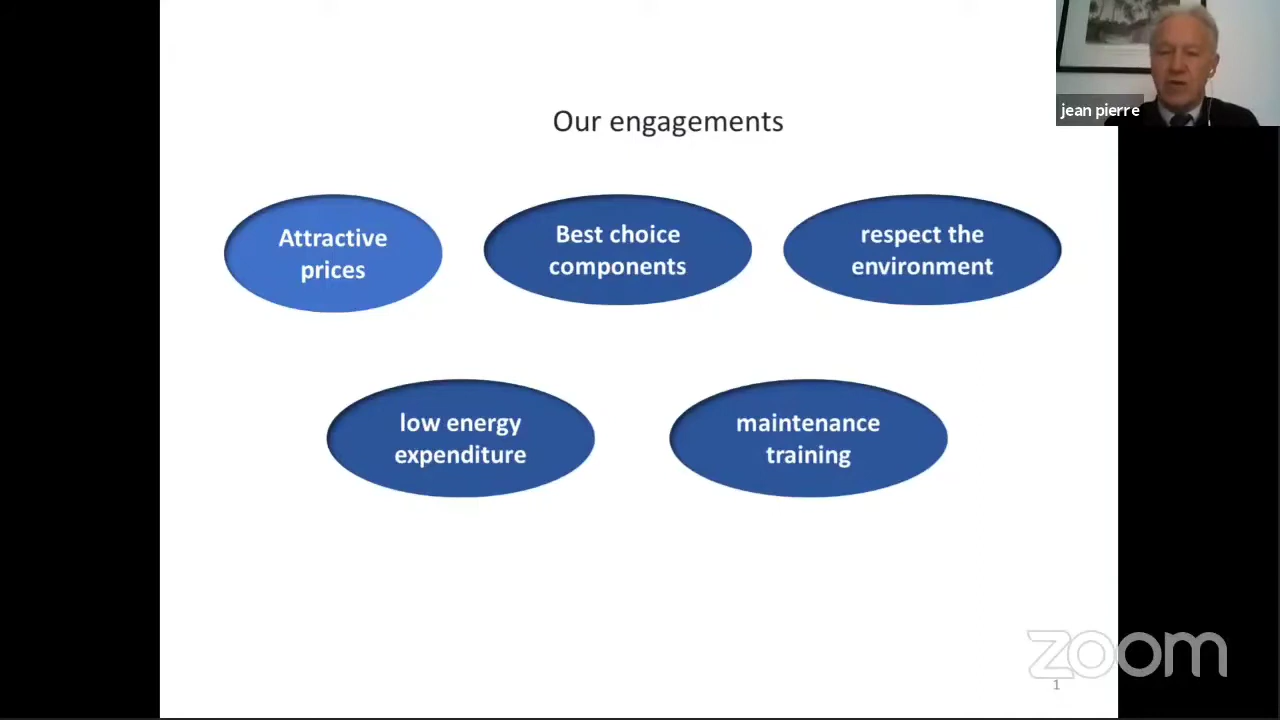 jean pierre
Our engagements
Attractive
prices
Best choice
components
respect the
environment
low energy
expenditure
maintenance
training
zoom
1